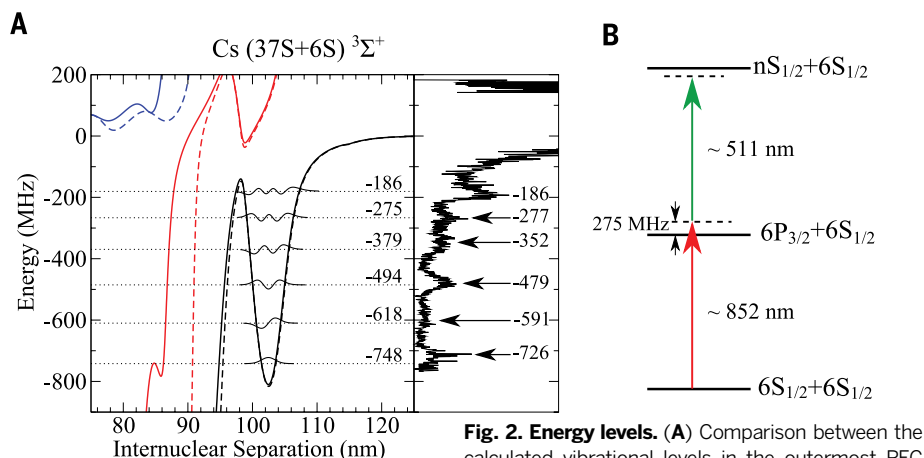 A
Cs (37S+6S) ³Σ⁺
200
0
-200
-400
-600
-800
Energy (MHz)
80
90
100
110
120
Internuclear Separation (nm)
-186
-275
-379
-494
-618
-748
-186
-277
-352
-479
-591
-726
B
nS₁/₂+6S₁/₂
~ 511 nm
275 MHz
6P₃/₂+6S₁/₂
~ 852 nm
6S₁/₂+6S₁/₂
Fig. 2. Energy levels. (A) Comparison between the